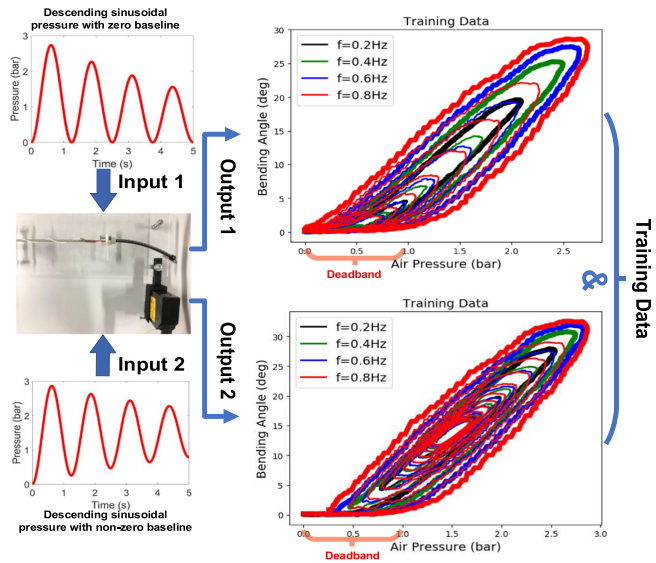 Descending sinusoidal
pressure with zero baseline
Pressure (bar)
3
2
1
0
0 1 2 3 4 5
Time (s)
Input 1
Output 1
Training Data
Bending Angle (deg)
30
25
20
15
10
5
0
f=0.2Hz
f=0.4Hz
f=0.6Hz
f=0.8Hz
0.0 0.5 1.0 1.5 2.0 2.5
Air Pressure (bar)
Deadband
Input 2
Output 2
Pressure (bar)
3
2
1
0
0 1 2 3 4 5
Time (s)
Descending sinusoidal
pressure with non-zero baseline
Training Data
Bending Angle (deg)
30
25
20
15
10
5
0
f=0.2Hz
f=0.4Hz
f=0.6Hz
f=0.8Hz
0.0 0.5 1.0 1.5 2.0 2.5 3.0
Air Pressure (bar)
Deadband
&
Training Data